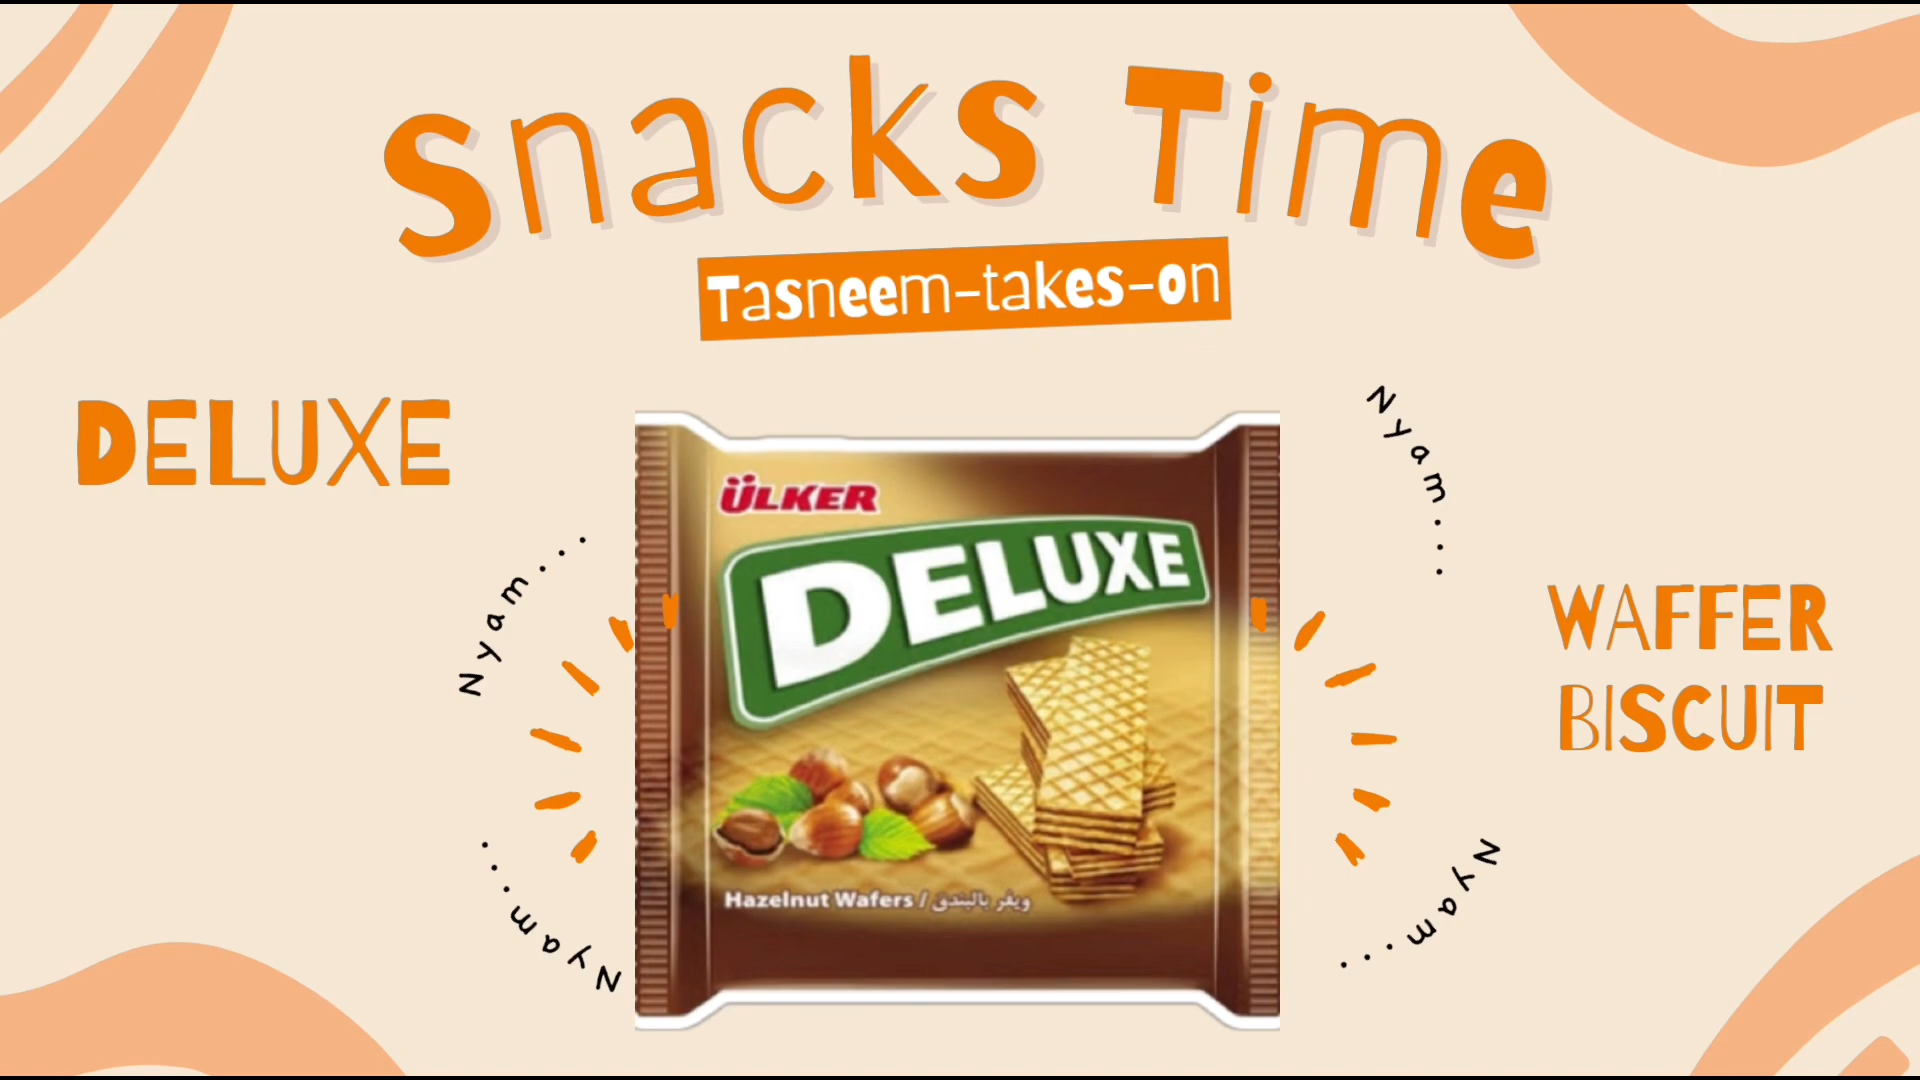 Snacks Time
Tasneem-takes-on
DELUXE
Nyam...
Nyam...
ÜLKER
DELUXE
Hazelnut Wafers / ويفر بالبندق
WAFFER
BISCUIT
Nyam...
Nyam...